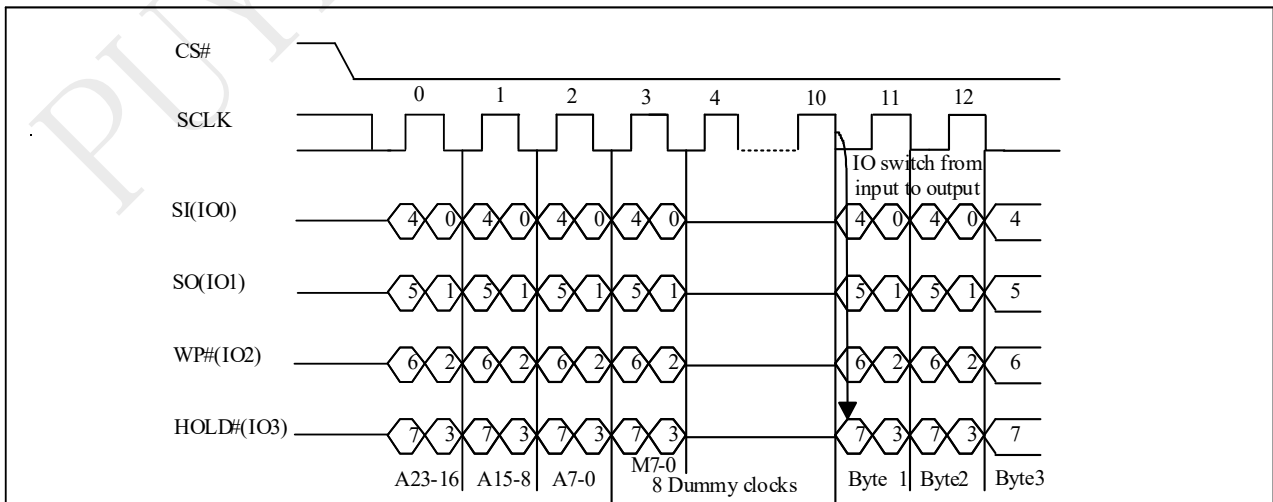 PUY
CS#
0 1 2 3 4 10 11 12
SCLK
IO switch from
input to output
SI(IO0)
4 0 4 0 4 0 4 0 4 0 4 0 4
SO(IO1)
5 1 5 1 5 1 5 1 5 1 5 1 5
WP#(IO2)
6 2 6 2 6 2 6 2 6 2 6 2 6
HOLD#(IO3)
7 3 7 3 7 3 7 3 7 3 7 3 7
A23-16 A15-8 A7-0 M7-0 Byte 1 Byte2 Byte3
8 Dummy clocks